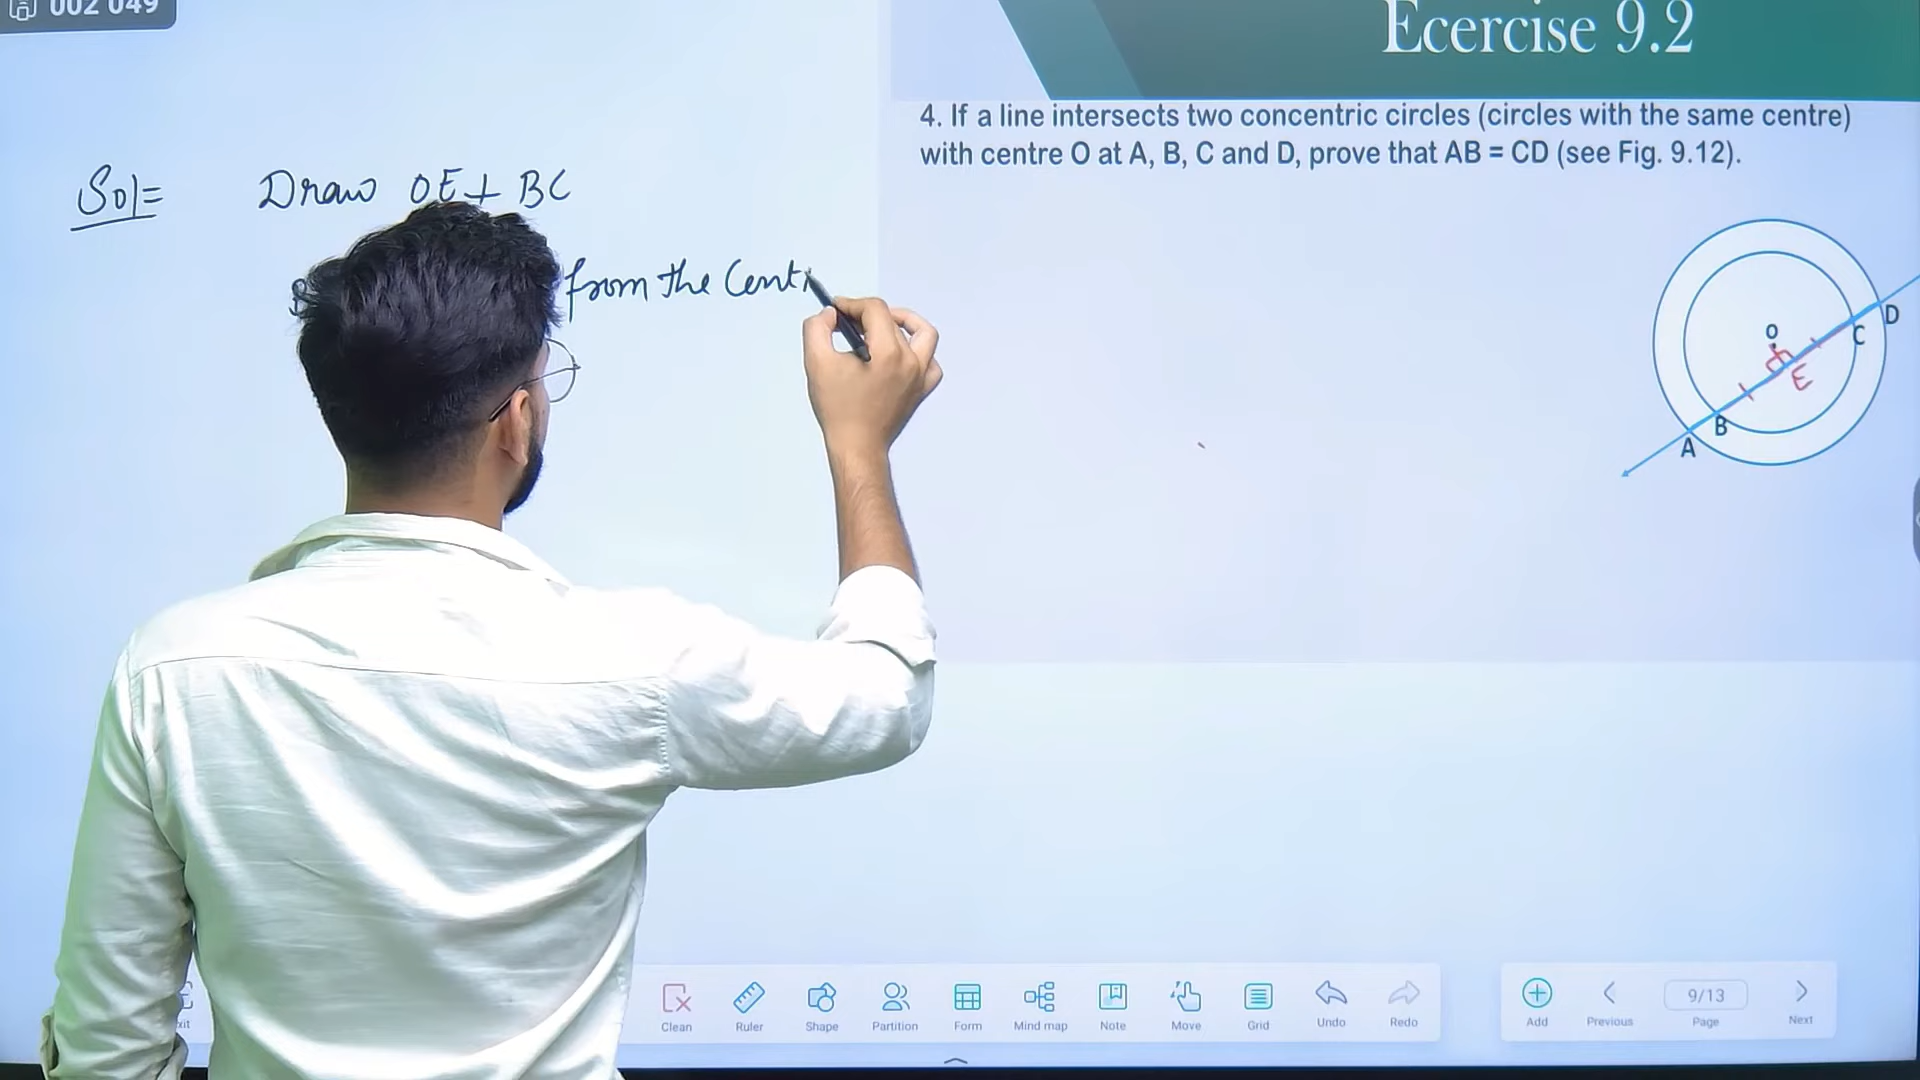 002 049
Ecercise 9.2
4. If a line intersects two concentric circles (circles with the same centre)
with centre O at A, B, C and D, prove that AB = CD (see Fig. 9.12).
Sol=
Draw OE⊥ BC
from the Cent
O
D
C
E
B
A
xit
Clean
Ruler
Shape
Partition
Form
Mind map
Note
Move
Grid
Undo
Redo
Add
Previous
9/13
Page
Next